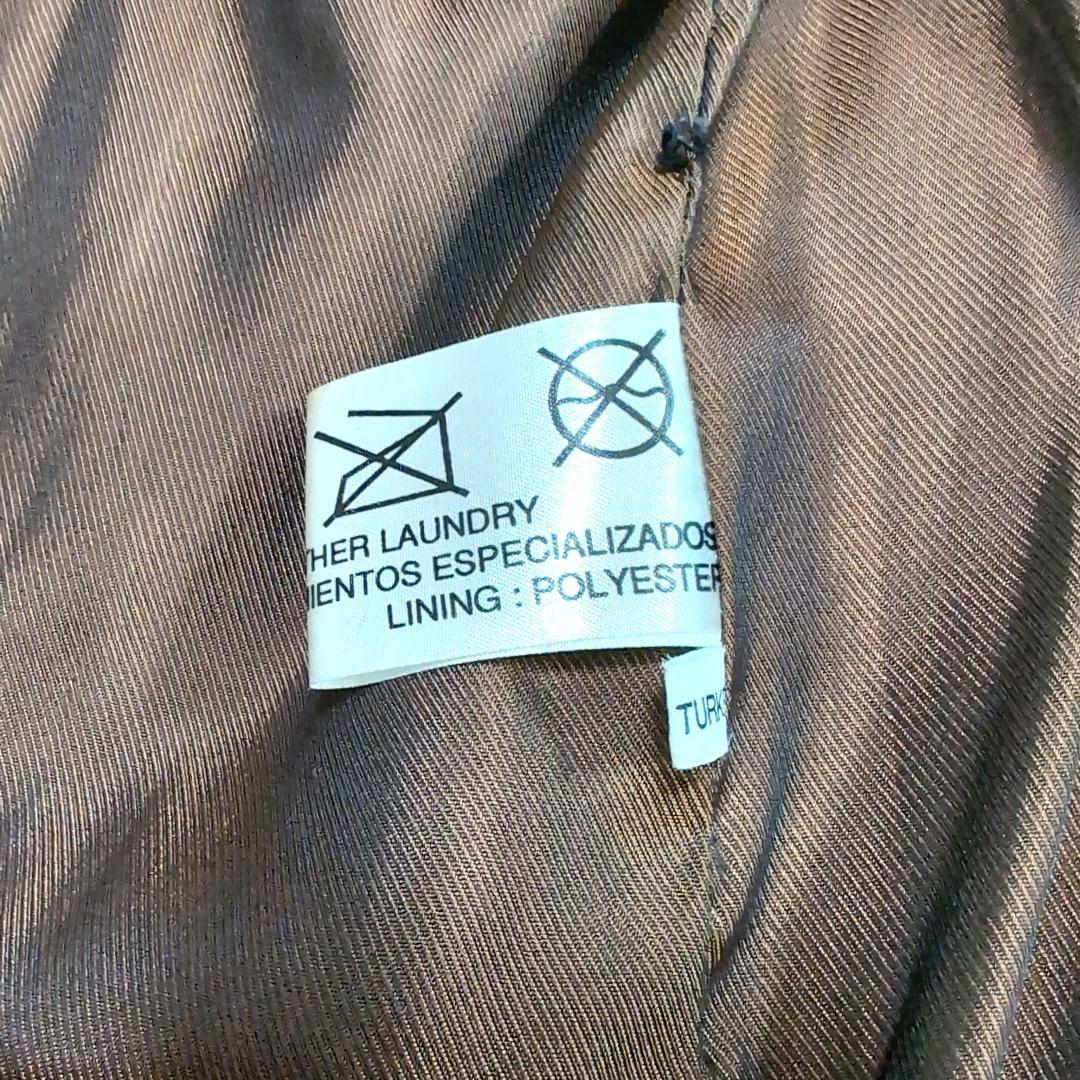 THER LAUNDRY
IENTOS ESPECIALIZADOS
LINING : POLYESTER
TURK